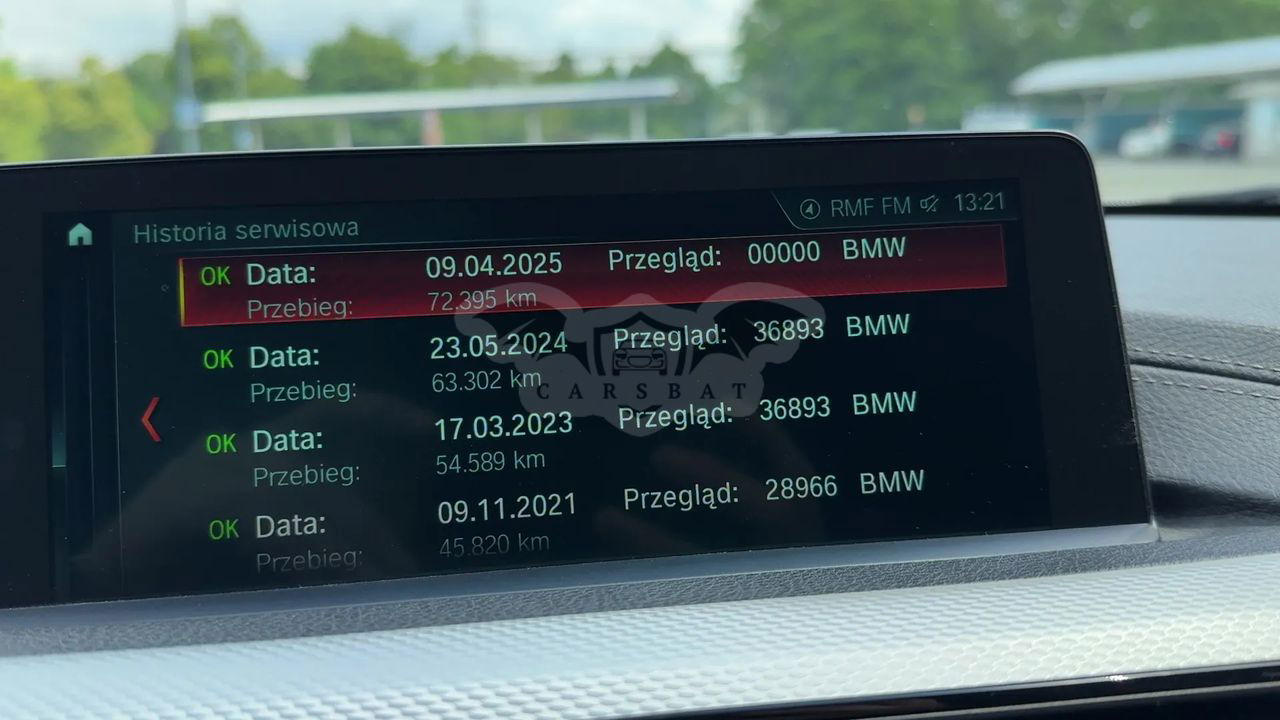 Historia serwisowa
RMF FM 13:21
OK Data: 09.04.2025 Przegląd: 00000 BMW
Przebieg: 72.395 km
OK Data: 23.05.2024 Przegląd: 36893 BMW
Przebieg: 63.302 km
CARSBAT
OK Data: 17.03.2023 Przegląd: 36893 BMW
Przebieg: 54.589 km
OK Data: 09.11.2021 Przegląd: 28966 BMW
Przebieg: 45.820 km